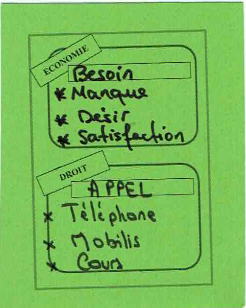 ECONOMIE
Besoin
* Manque
* Désir
* Satisfaction
DROIT
APPEL
* Téléphone
* Mobilis
* Cours